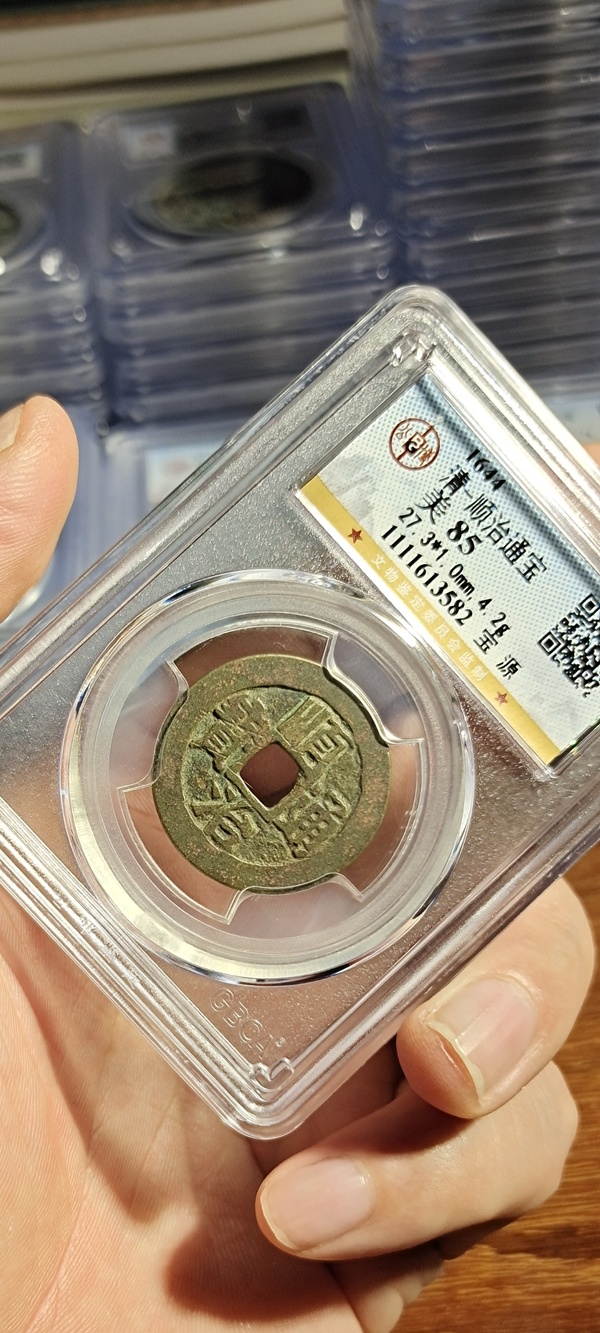 1644
清 顺治通宝
美 85
27.3*1.0mm,4.2g
1111613582 宝源
文物鉴定委员会监制
GBCA
顺治通寳